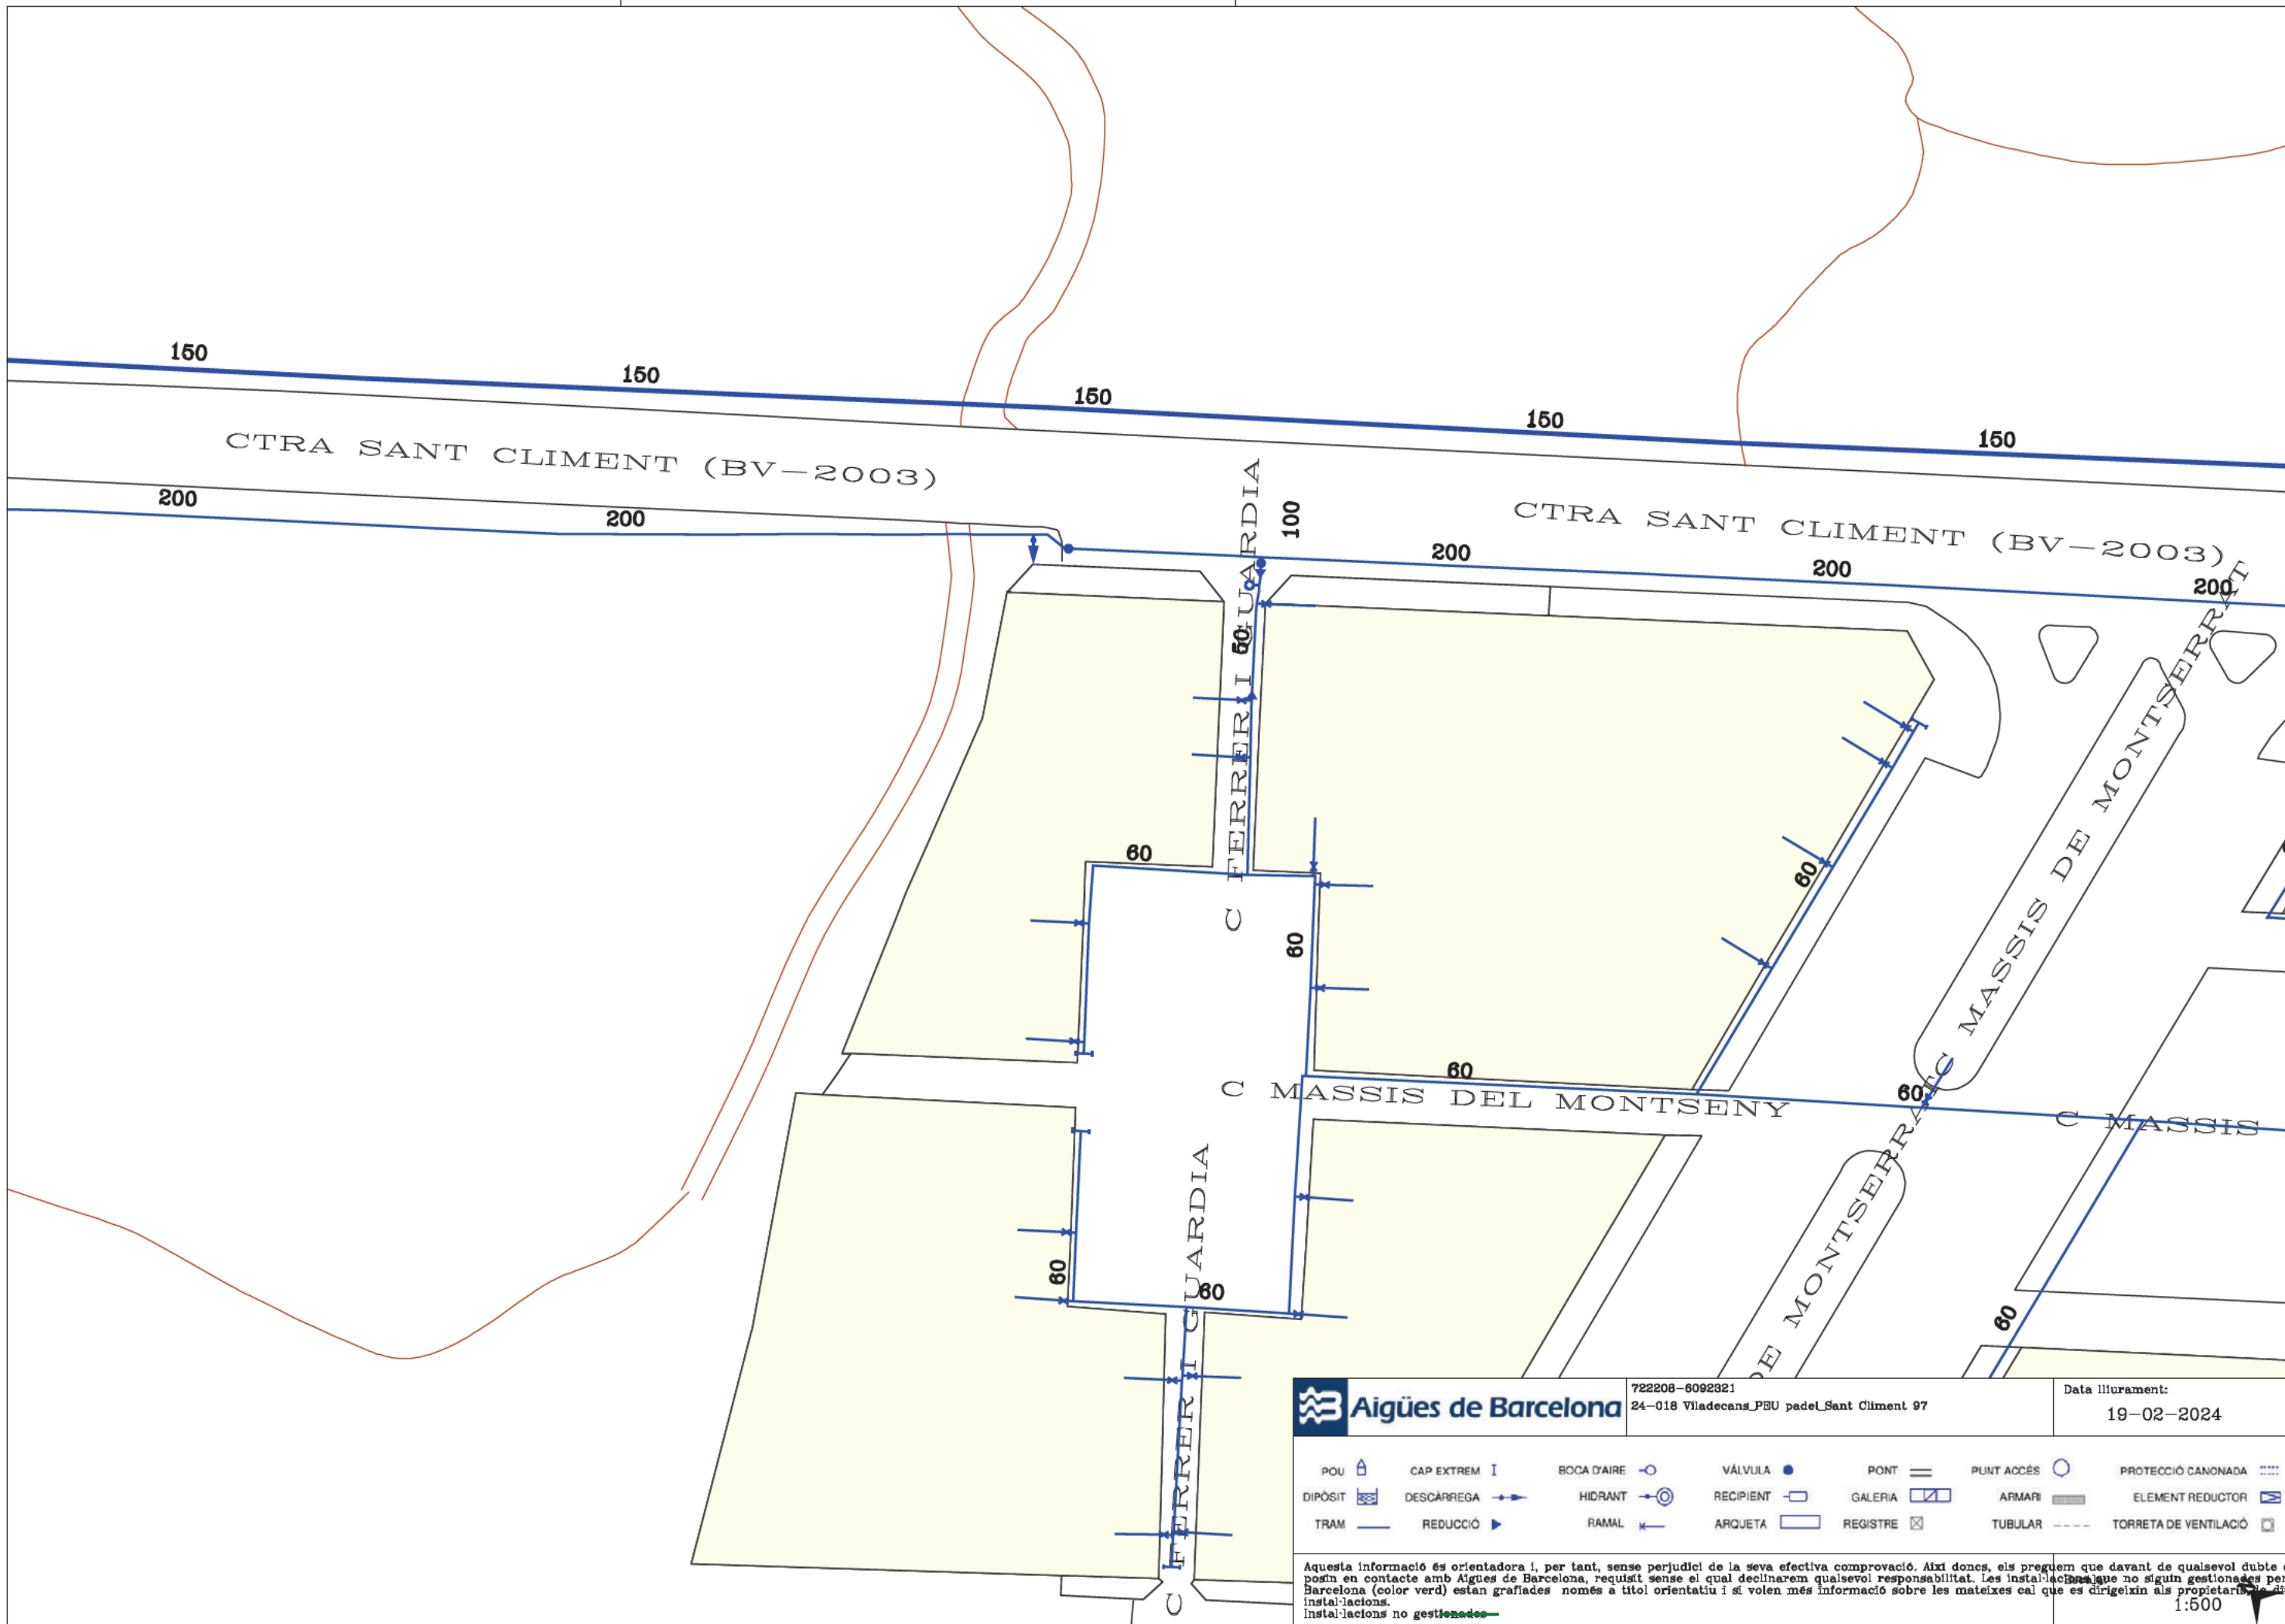 150
150
150
150
150
CTRA SANT CLIMENT (BV-2003)
CTRA SANT CLIMENT (BV-2003)
200
200
100
200
200
200
C FERRER I GUARDIA
60
60
60
60
60
C MASSIS DE MONTSERRAT
C MASSIS DEL MONTSENY
60
C MASSIS
C FERRER I GUARDIA
60
60
60
DE MONTSERRAT
Aigües de Barcelona
722208-6092321
24-018 Viladecans_PEU padel_Sant Climent 97
Data lliurament:
19-02-2024
POU CAP EXTREM BOCA D'AIRE VÁLVULA PONT PUNT ACCÉS PROTECCIÓ CANONADA
DIPÒSIT DESCÀRREGA HIDRANT RECIPIENT GALERIA ARMARI ELEMENT REDUCTOR
TRAM REDUCCIÓ RAMAL ARQUETA REGISTRE TUBULAR TORRETA DE VENTILACIÓ
Aquesta informació és orientadora i, per tant, sense perjudici de la seva efectiva comprovació. Així doncs, els preguem que davant de qualsevol dubte
posin en contacte amb Aigües de Barcelona, requisit sense el qual declinarem qualsevol responsabilitat. Les instal·lacions que no siguin gestionades per
Barcelona (color verd) estan grafiades només a títol orientatiu i si volen més informació sobre les mateixes cal que es dirigeixin als propietaris de
instal·lacions.
Instal·lacions no gestionades
1:500